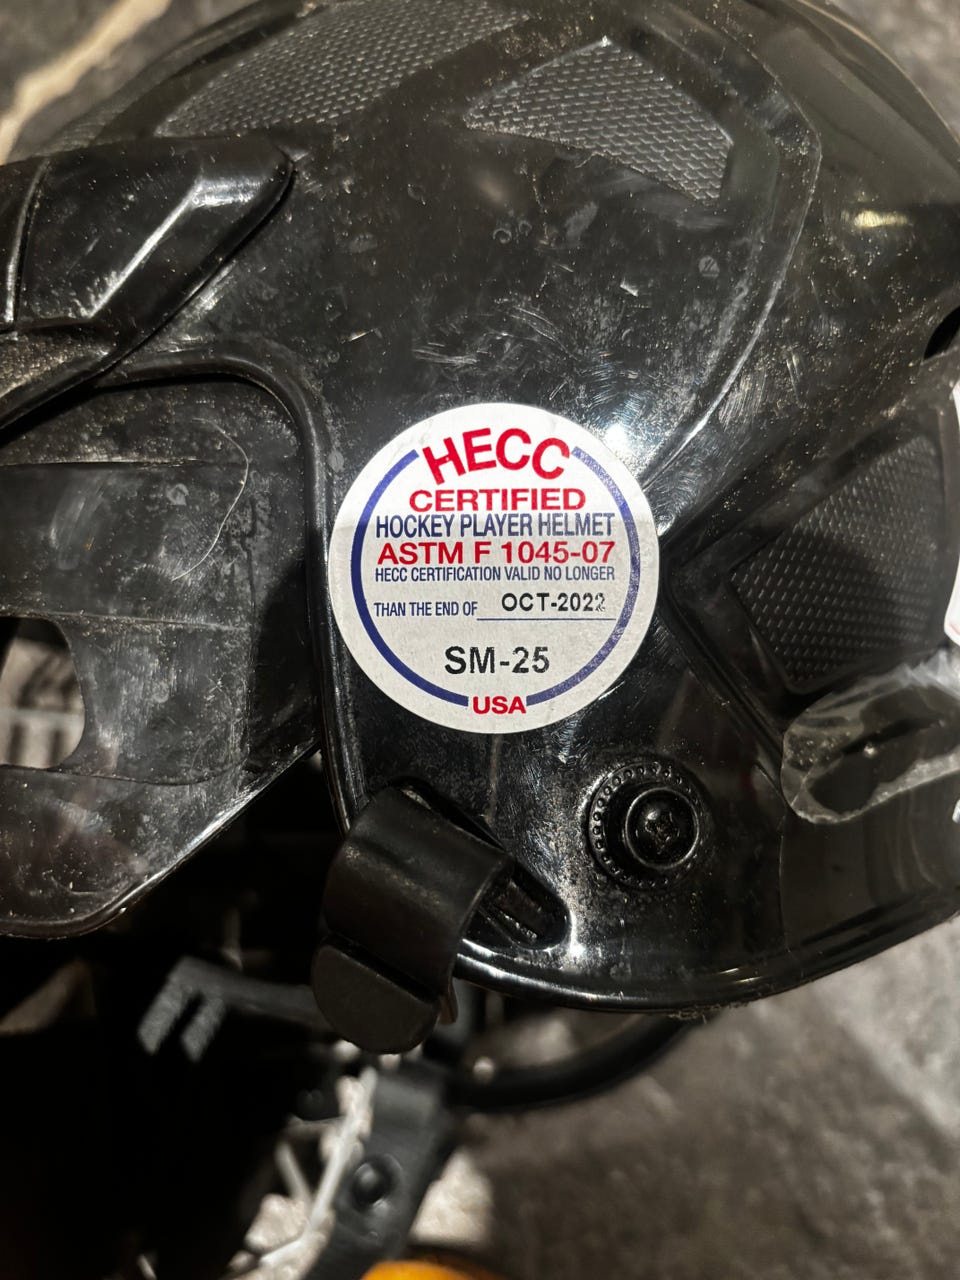 HECC
CERTIFIED
HOCKEY PLAYER HELMET
ASTM F 1045-07
HECC CERTIFICATION VALID NO LONGER
THAN THE END OF OCT-2022
SM-25
USA